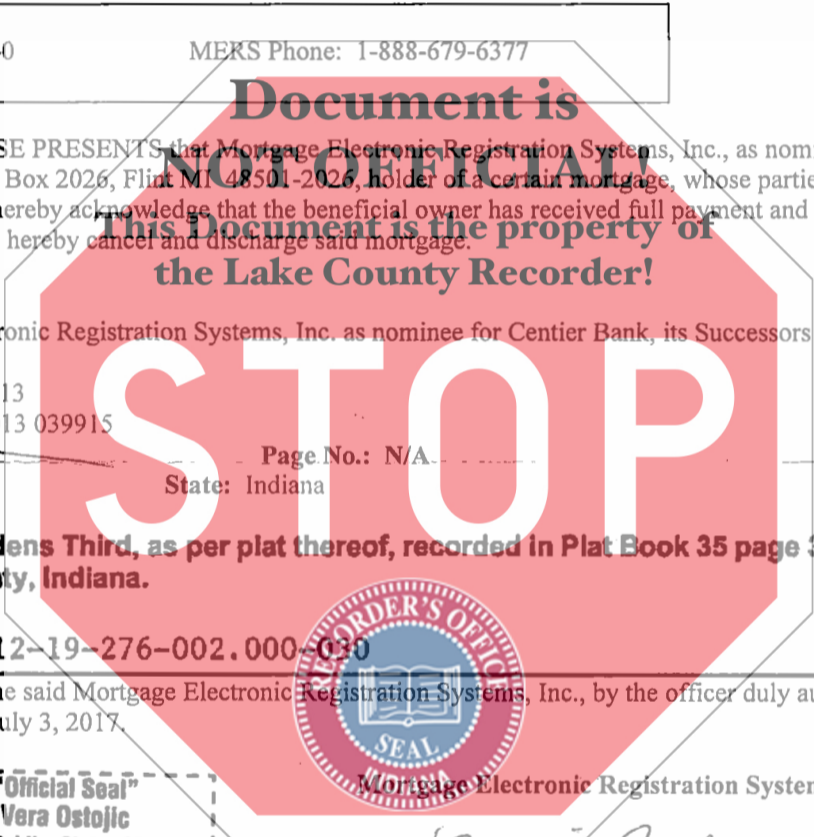 0 MERS Phone: 1-888-679-6377
Document is
SE PRESENTS that Mortgage Electronic Registration Systems, Inc., as nomi
NOT OFFICIAL!
Box 2026, Flint MI 48501-2026, holder of a certain mortgage, whose partie
ereby acknowledge that the beneficial owner has received full payment and
This Document is the property of
hereby cancel and discharge said mortgage.
the Lake County Recorder!
onic Registration Systems, Inc. as nominee for Centier Bank, its Successors
STOP
13
13 039915
Page No.: N/A
State: Indiana
dens Third, as per plat thereof, recorded in Plat Book 35 page 3
ty, Indiana.
12-19-276-002.000-030
RECORDER'S OFFICE
SEAL
e said Mortgage Electronic Registration Systems, Inc., by the officer duly au
uly 3, 2017.
"Official Seal"
Mortgage Electronic Registration System
Vera Ostojic